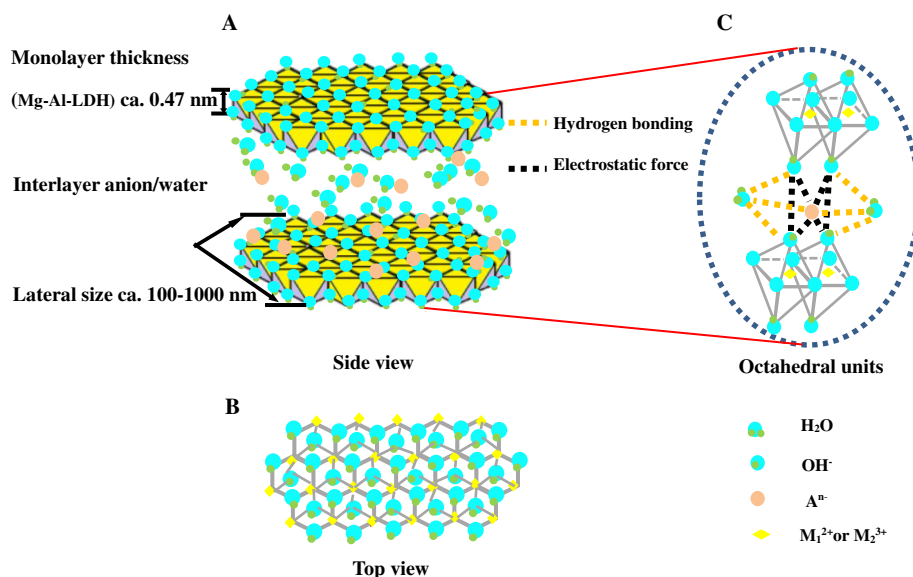 A
C
Monolayer thickness
(Mg-Al-LDH) ca. 0.47 nm
Hydrogen bonding
Electrostatic force
Interlayer anion/water
Lateral size ca. 100-1000 nm
Side view
Octahedral units
B
H₂O
OH⁻
Aⁿ⁻
M₁²⁺or M₂³⁺
Top view